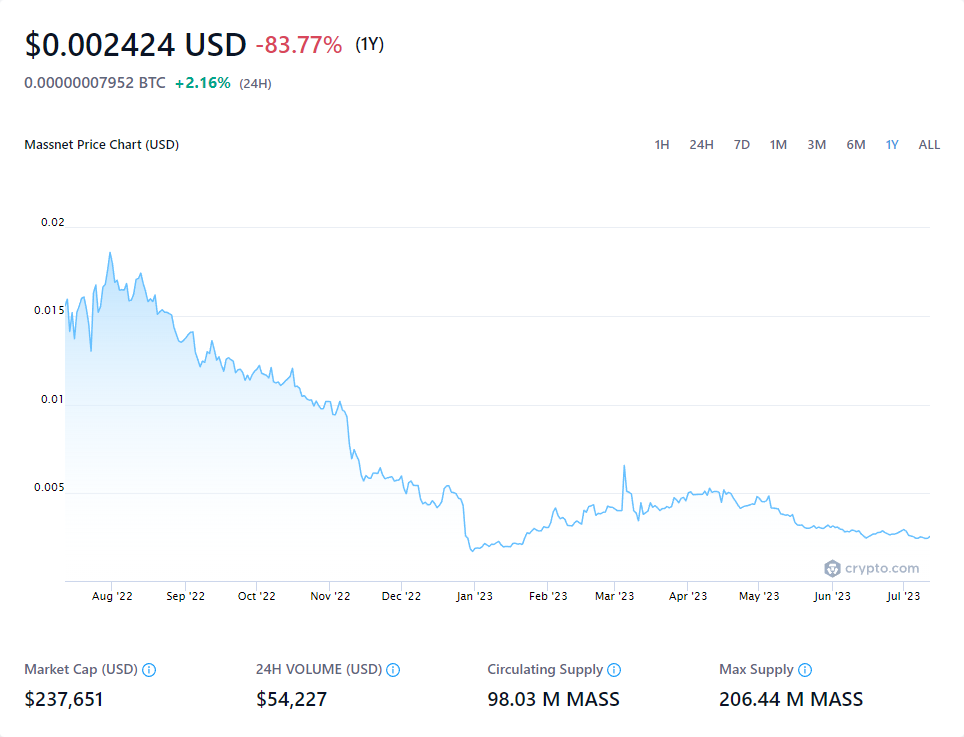 $0.002424 USD -83.77% (1Y)
0.00000007952 BTC +2.16% (24H)
Massnet Price Chart (USD) 1H 24H 7D 1M 3M 6M 1Y ALL
0.02
0.015
0.01
0.005
crypto.com
Aug '22 Sep '22 Oct '22 Nov '22 Dec '22 Jan '23 Feb '23 Mar '23 Apr '23 May '23 Jun '23 Jul '23
Market Cap (USD) 24H VOLUME (USD) Circulating Supply Max Supply
$237,651 $54,227 98.03 M MASS 206.44 M MASS